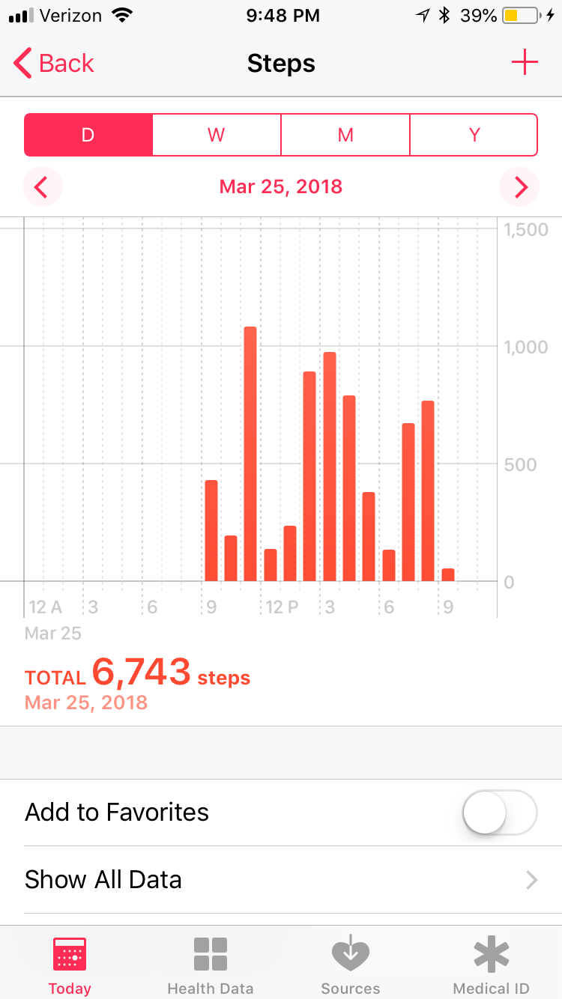 Verizon 9:48 PM 39%
Back Steps
D W M Y
Mar 25, 2018
1,500
1,000
500
0
12 A 3 6 9 12 P 3 6 9
Mar 25
TOTAL 6,743 steps
Mar 25, 2018
Add to Favorites
Show All Data
Today Health Data Sources Medical ID